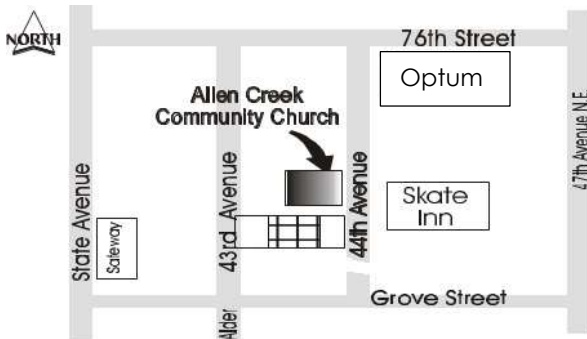 NORTH
76th Street
Optum
Allen Creek
Community Church
47th Avenue N.E.
State Avenue
43rd Avenue
44th Avenue
Skate
Inn
Safeway
Grove Street
Alder